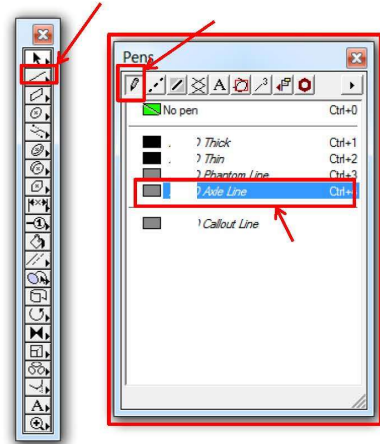 Pens
No pen Ctrl+0
Thick Ctrl+1
Thin Ctrl+2
Phantom Line Ctrl+3
Axle Line
Callout Line